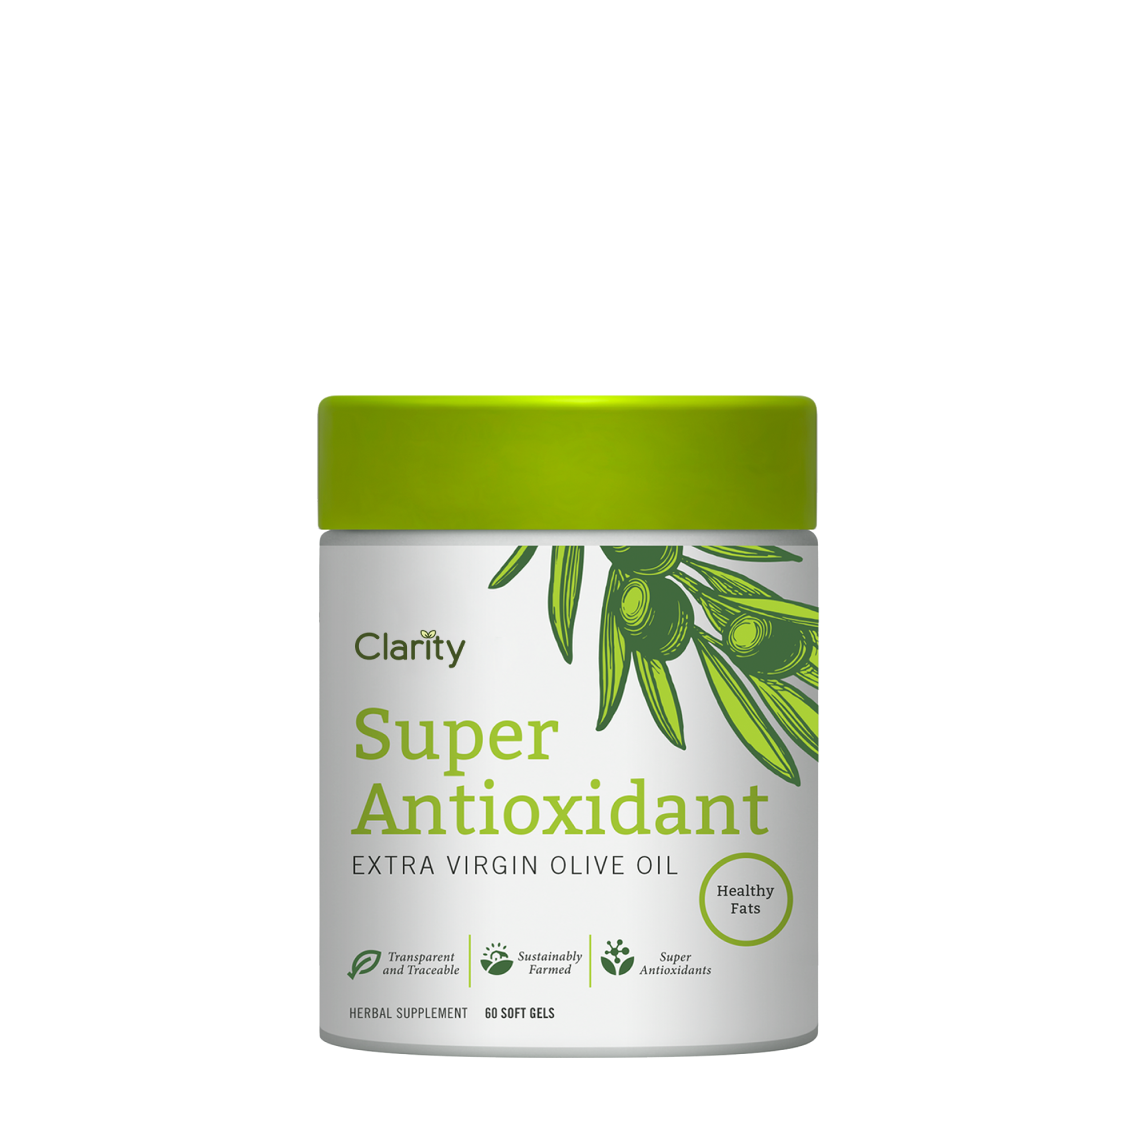 Clarity
Super
Antioxidant
EXTRA VIRGIN OLIVE OIL
Healthy
Fats
Transparent
and Traceable
Sustainably
Farmed
Super
Antioxidants
HERBAL SUPPLEMENT 60 SOFT GELS